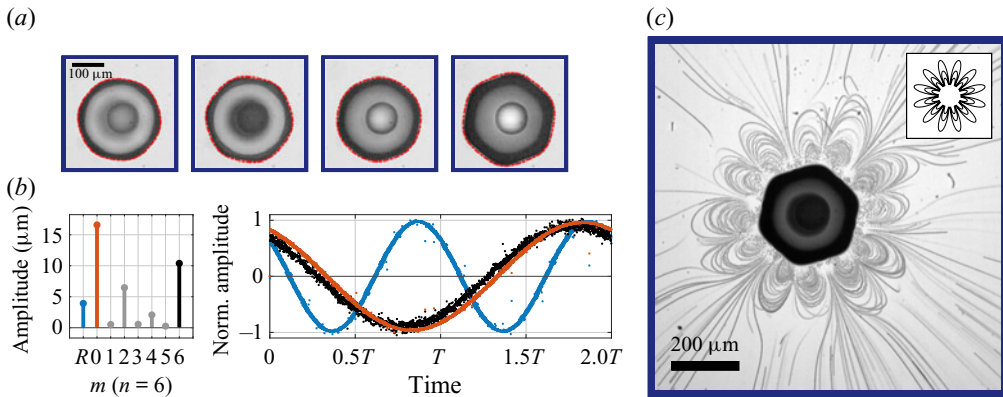 (a)
100 μm
(b)
Amplitude (μm)
15
10
5
0
R0 1 2 3 4 5 6
m (n = 6)
Norm. amplitude
1
0
−1
0
0.5T
T
1.5T
2.0T
Time
(c)
200 μm